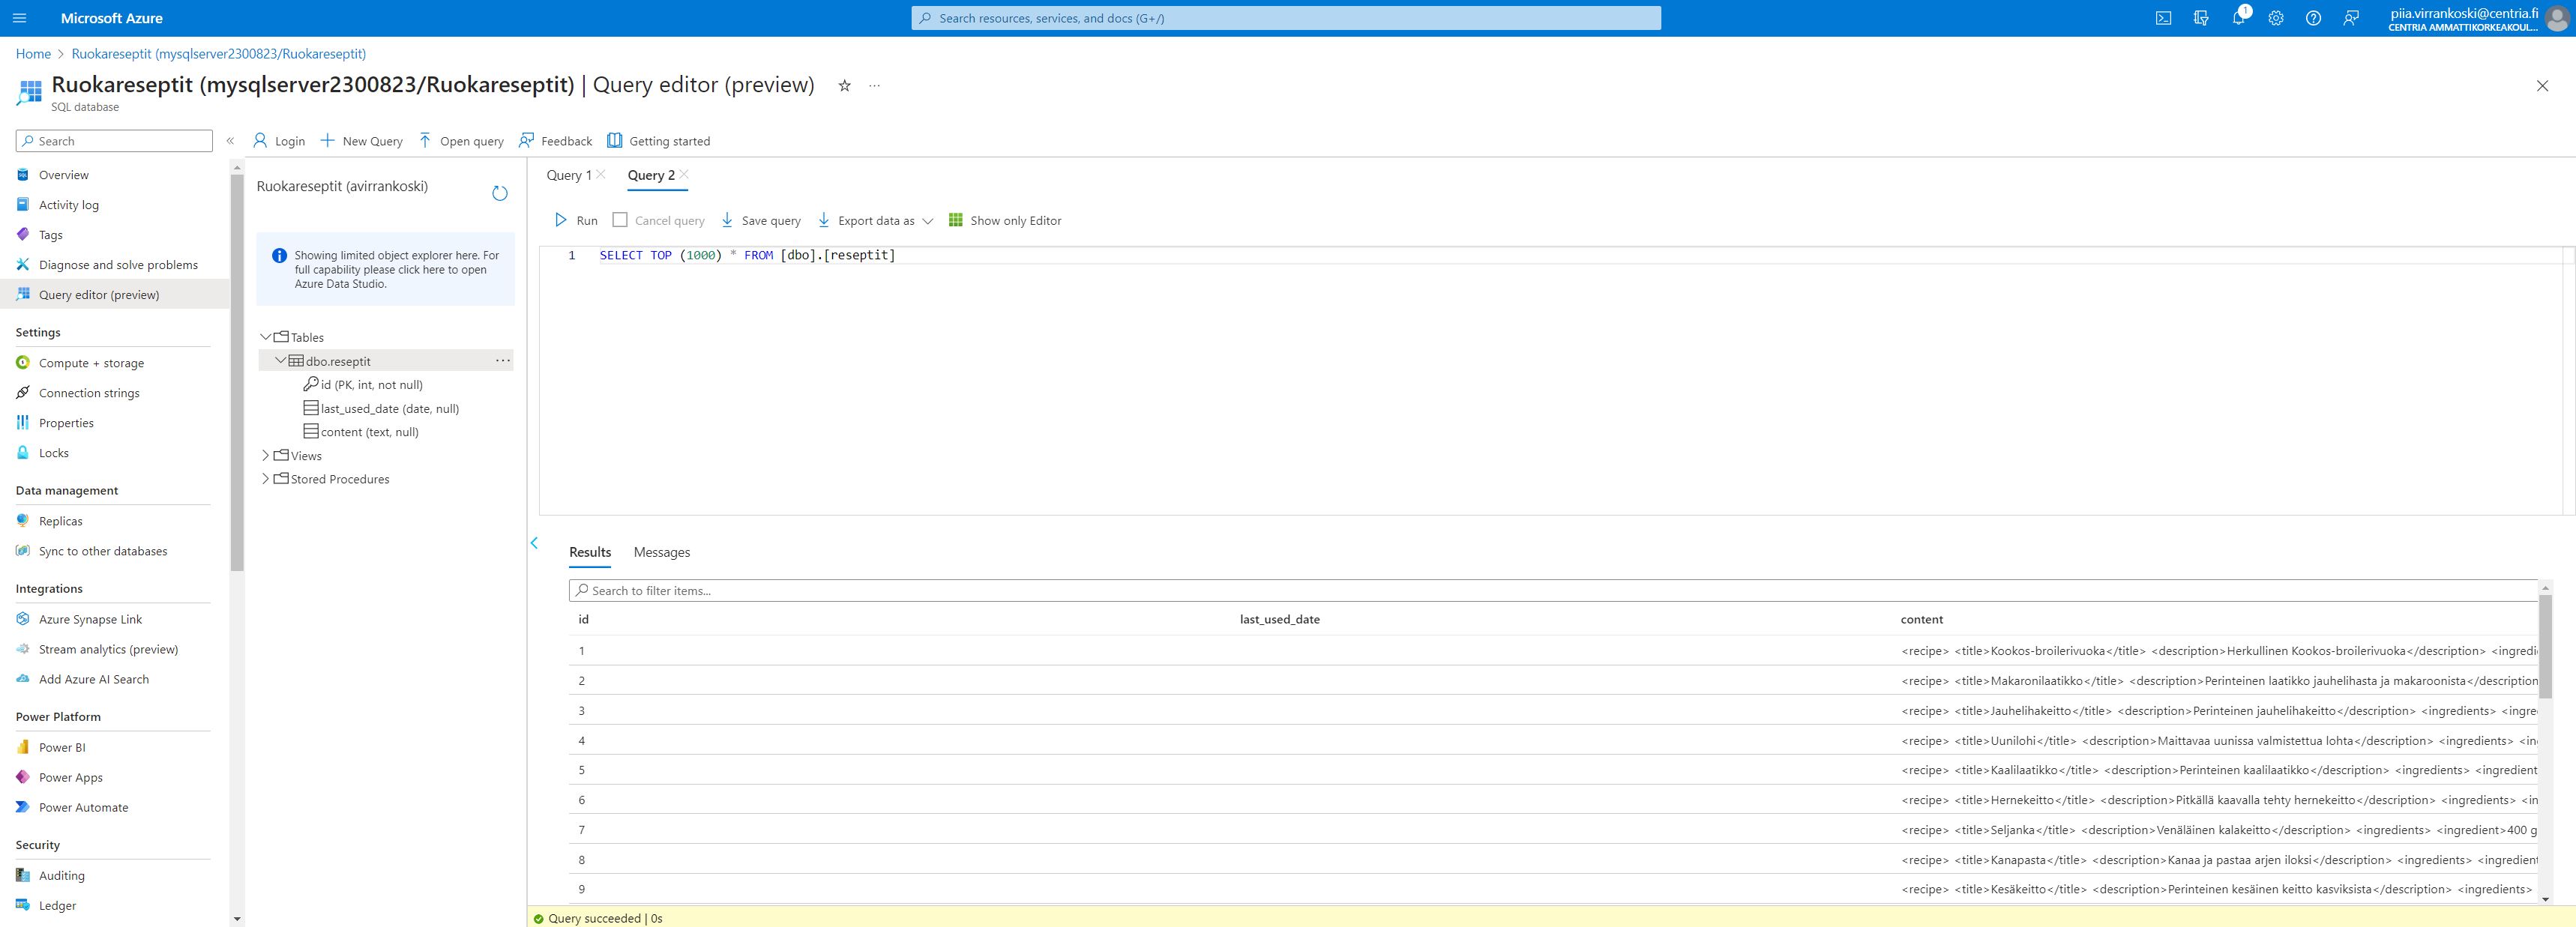 Microsoft Azure
Search resources, services, and docs (G+/)
1
piia.virrankoski@centria.fi
CENTRIA AMMATTIKORKEAKOUL...
Home > Ruokareseptit (mysqlserver2300823/Ruokareseptit)
Ruokareseptit (mysqlserver2300823/Ruokareseptit) | Query editor (preview)
SQL database
Search
Overview
Activity log
Tags
Diagnose and solve problems
Query editor (preview)
Settings
Compute + storage
Connection strings
Properties
Locks
Data management
Replicas
Sync to other databases
Integrations
Azure Synapse Link
Stream analytics (preview)
Add Azure AI Search
Power Platform
Power BI
Power Apps
Power Automate
Security
Auditing
Ledger
Login New Query Open query Feedback Getting started
Ruokareseptit (avirrankoski)
Showing limited object explorer here. For
full capability please click here to open
Azure Data Studio.
Tables
dbo.reseptit
id (PK, int, not null)
last_used_date (date, null)
content (text, null)
Views
Stored Procedures
Query 1 Query 2
Run Cancel query Save query Export data as Show only Editor
1 SELECT TOP (1000) * FROM [dbo].[reseptit]
Results Messages
Search to filter items...
id last_used_date content
1 <recipe> <title>Kookos-broilerivuoka</title> <description>Herkullinen Kookos-broilerivuoka</description> <ingredi
2 <recipe> <title>Makaronilaatikko</title> <description>Perinteinen laatikko jauhelihasta ja makaroonista</description
3 <recipe> <title>Jauhelihakeitto</title> <description>Perinteinen jauhelihakeitto</description> <ingredients> <ingre
4 <recipe> <title>Uunilohi</title> <description>Maittavaa uunissa valmistettua lohta</description> <ingredients> <in
5 <recipe> <title>Kaalilaatikko</title> <description>Perinteinen kaalilaatikko</description> <ingredients> <ingredient
6 <recipe> <title>Hernekeitto</title> <description>Pitkällä kaavalla tehty hernekeitto</description> <ingredients> <in
7 <recipe> <title>Seljanka</title> <description>Venäläinen kalakeitto</description> <ingredients> <ingredient>400 g
8 <recipe> <title>Kanapasta</title> <description>Kanaa ja pastaa arjen iloksi</description> <ingredients> <ingredient
9 <recipe> <title>Kesäkeitto</title> <description>Perinteinen kesäinen keitto kasviksista</description> <ingredients>
Query succeeded | 0s